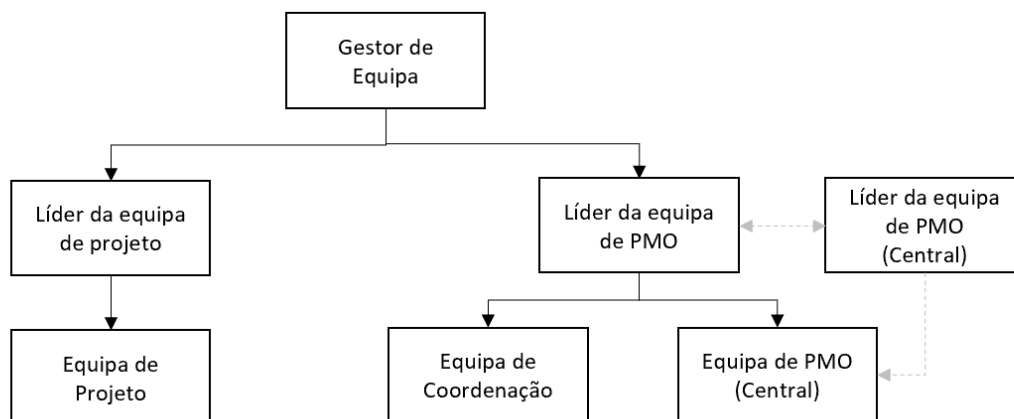 Gestor de
Equipa
Líder da equipa
de projeto
Líder da equipa
de PMO
Líder da equipa
de PMO
(Central)
Equipa de
Projeto
Equipa de
Coordenação
Equipa de PMO
(Central)